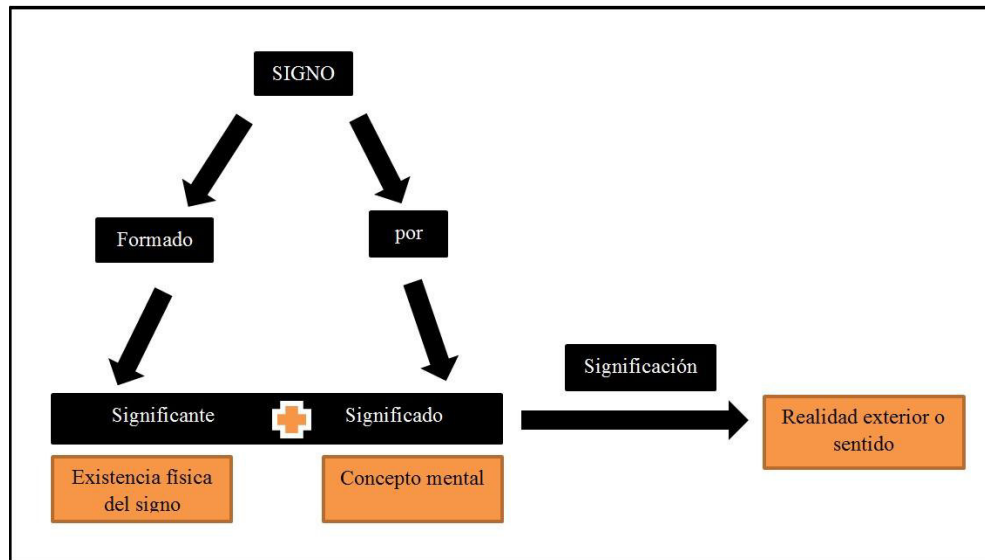 SIGNO
Formado
por
Significación
Significante
Significado
Realidad exterior o
sentido
Existencia física
del signo
Concepto mental